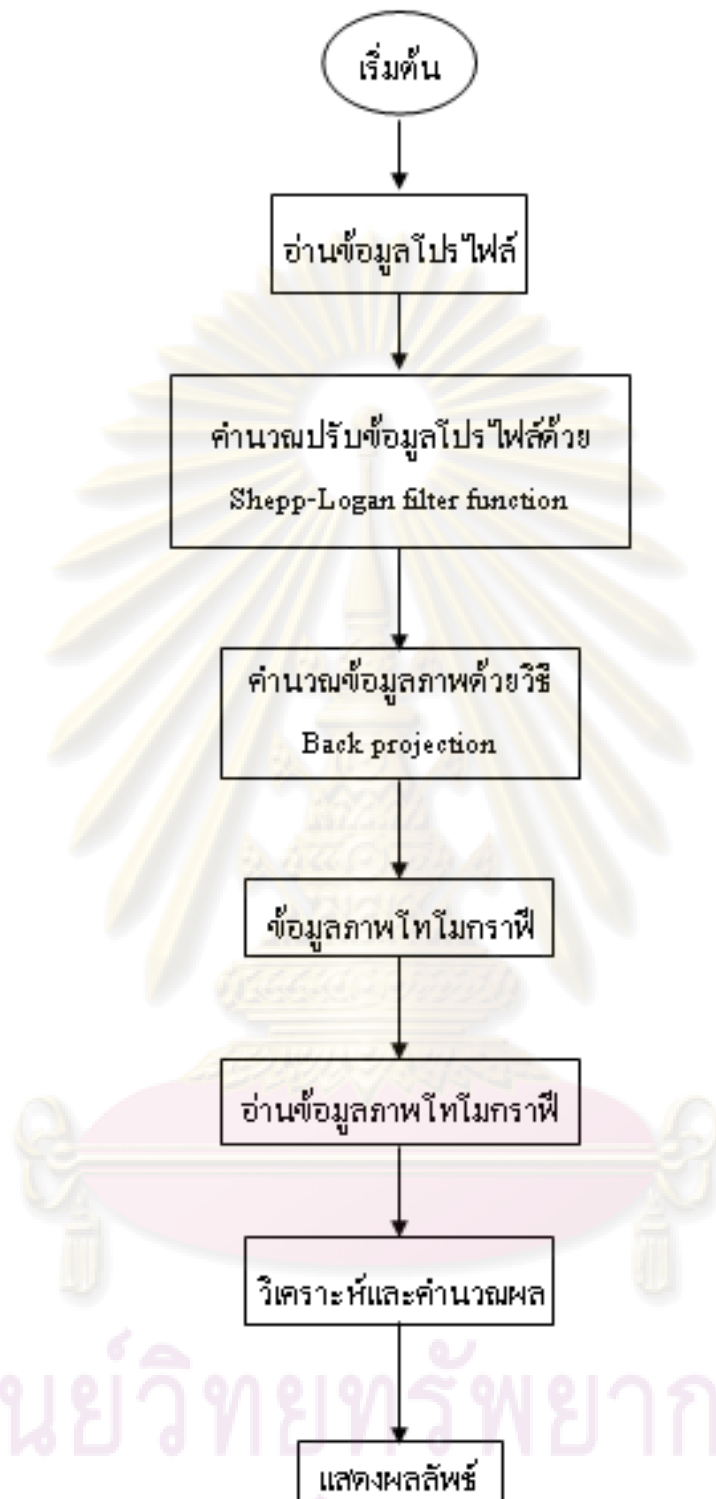 เริ่มต้น
อ่านข้อมูลโปรไฟล์
คำนวณปรับข้อมูลโปรไฟล์ด้วย
Shepp-Logan filter function
คำนวณข้อมูลภาพด้วยวิธี
Back projection
ข้อมูลภาพโทโมกราฟี
อ่านข้อมูลภาพโทโมกราฟี
วิเคราะห์และคำนวณผล
แสดงผลลัพธ์